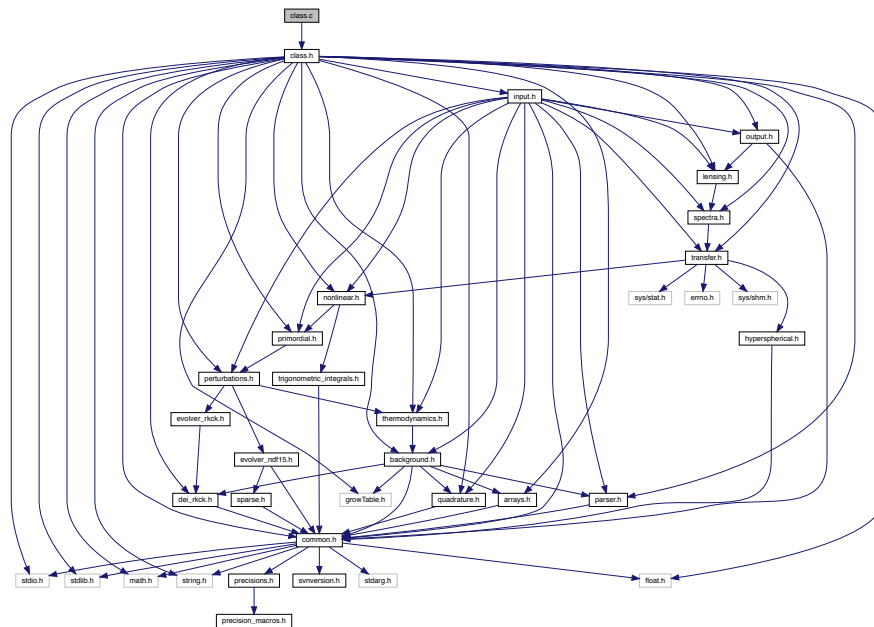 class.c
class.h
input.h
output.h
lensing.h
spectra.h
transfer.h
nonlinear.h
sys/stat.h
errno.h
sys/shm.h
primordial.h
hyperspherical.h
perturbations.h
trigonometric_integrals.h
evolver_rkck.h
thermodynamics.h
evolver_ndf15.h
background.h
dei_rkck.h
sparse.h
growTable.h
quadrature.h
arrays.h
parser.h
common.h
stdio.h
stdlib.h
math.h
string.h
precisions.h
svnversion.h
stdarg.h
float.h
precision_macros.h